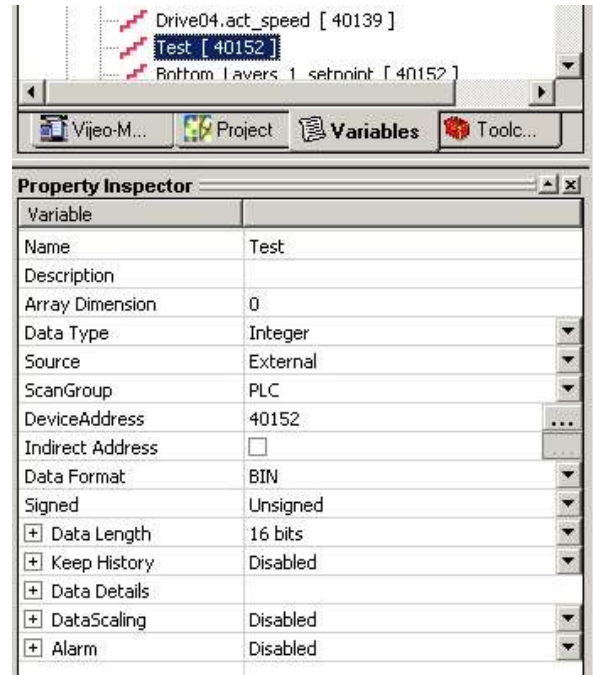 Drive04.act_speed [ 40139 ]
Test [ 40152 ]
Bottom_Layers_1_setpoint [ 40152 ]
Vijeo-M... Project Variables Toolc...
Property Inspector
Variable
Name Test
Description
Array Dimension 0
Data Type Integer
Source External
ScanGroup PLC
DeviceAddress 40152 ...
Indirect Address ...
Data Format BIN
Signed Unsigned
Data Length 16 bits
Keep History Disabled
Data Details
DataScaling Disabled
Alarm Disabled